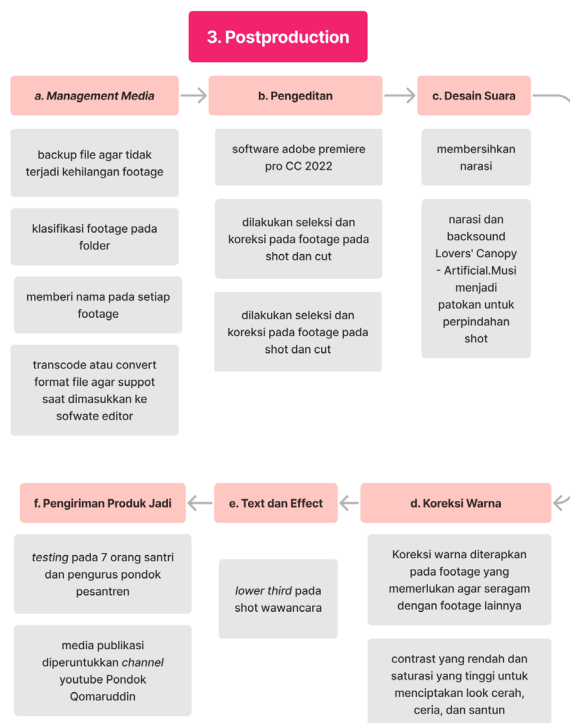 3. Postproduction
a. Management Media
backup file agar tidak
terjadi kehilangan footage
klasifikasi footage pada
folder
memberi nama pada setiap
footage
transcode atau convert
format file agar suppot
saat dimasukkan ke
sofwate editor
b. Pengeditan
software adobe premiere
pro CC 2022
dilakukan seleksi dan
koreksi pada footage pada
shot dan cut
dilakukan seleksi dan
koreksi pada footage pada
shot dan cut
c. Desain Suara
membersihkan
narasi
narasi dan
backsound
Lovers' Canopy
- Artificial.Musi
menjadi
patokan untuk
perpindahan
shot
d. Koreksi Warna
Koreksi warna diterapkan
pada footage yang
memerlukan agar seragam
dengan footage lainnya
contrast yang rendah dan
saturasi yang tinggi untuk
menciptakan look cerah,
ceria, dan santun
e. Text dan Effect
lower third pada
shot wawancara
f. Pengiriman Produk Jadi
testing pada 7 orang santri
dan pengurus pondok
pesantren
media publikasi
diperuntukkan channel
youtube Pondok
Qomaruddin